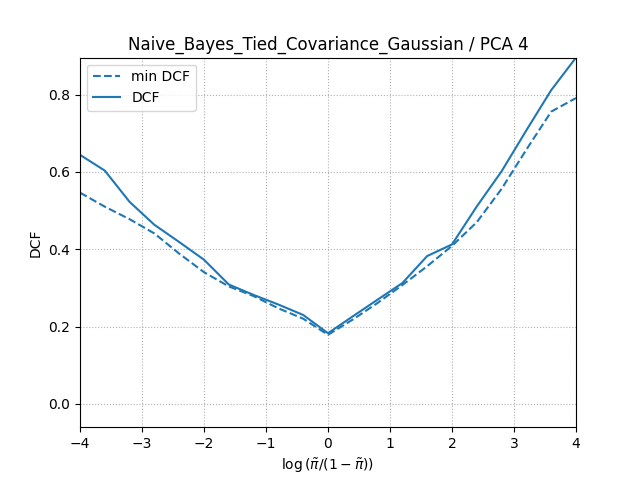 Naive_Bayes_Tied_Covariance_Gaussian / PCA 4
min DCF
DCF
DCF
0.8
0.6
0.4
0.2
0.0
−4
−3
−2
−1
0
1
2
3
4
log (π̃/(1 − π̃))